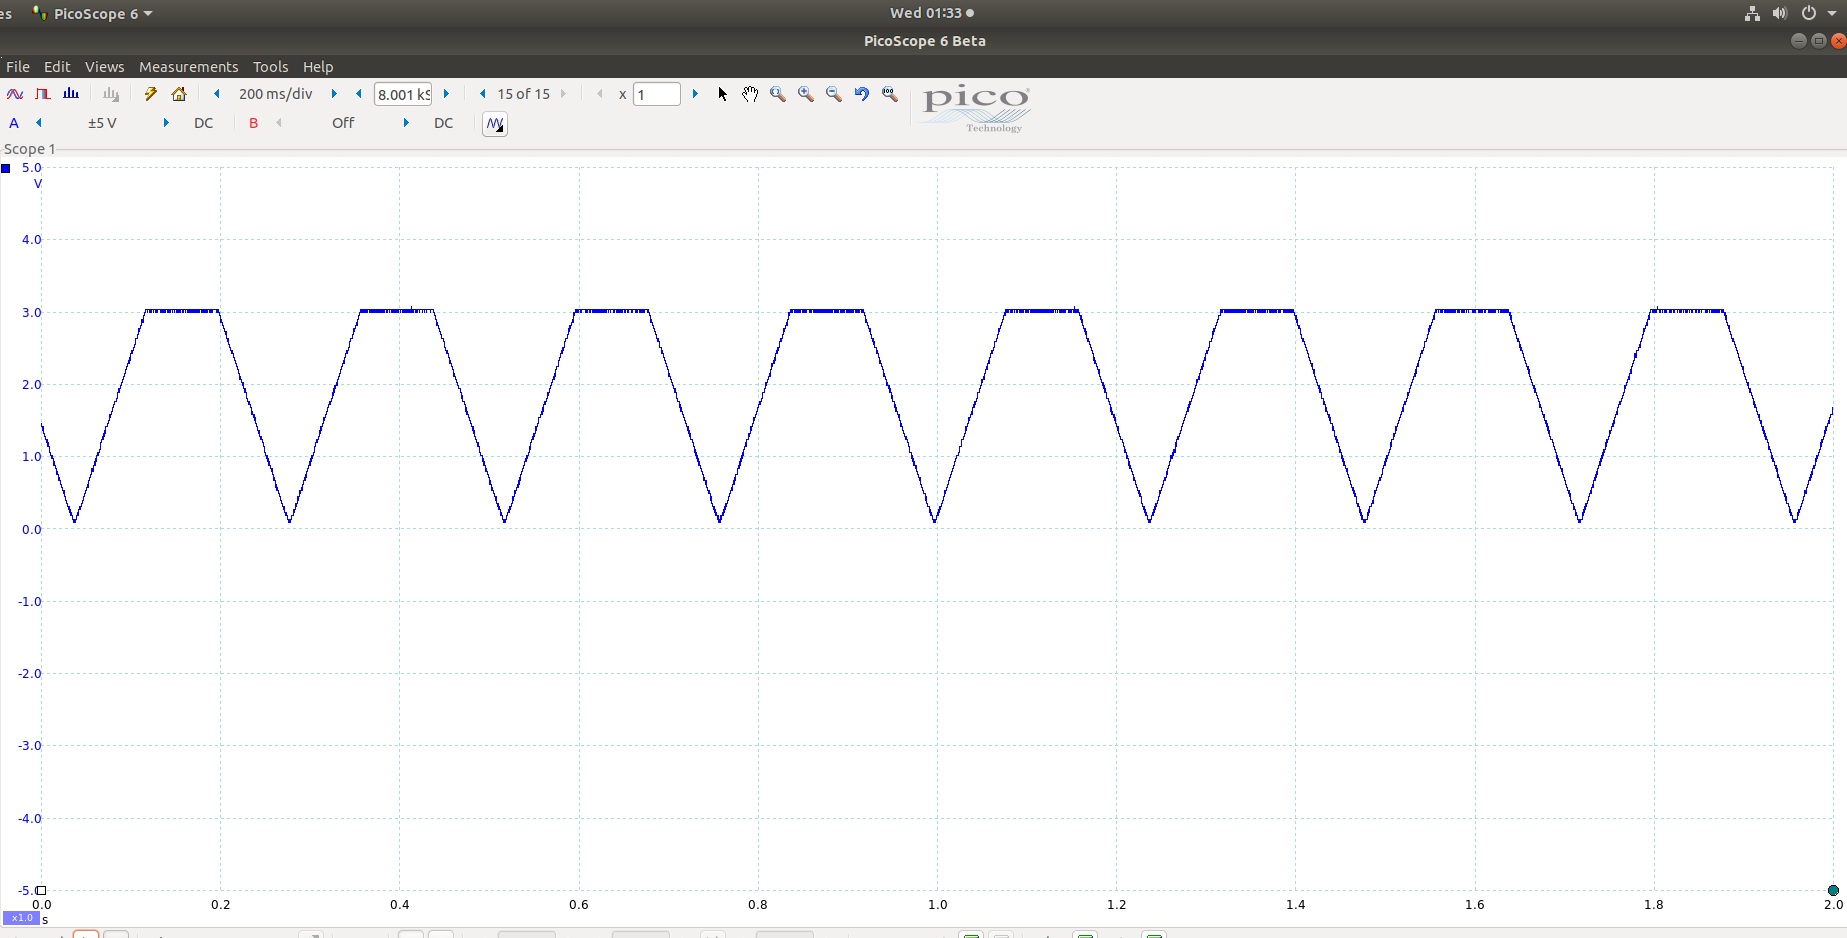 es PicoScope 6 Wed 01:33
PicoScope 6 Beta
File Edit Views Measurements Tools Help
200 ms/div 8.001 kS 15 of 15 x 1
A ±5 V DC B Off DC
pico
Technology
Scope 1
5.0
V
4.0
3.0
2.0
1.0
0.0
-1.0
-2.0
-3.0
-4.0
-5.0
0.0 0.2 0.4 0.6 0.8 1.0 1.2 1.4 1.6 1.8 2.0
x1.0 s